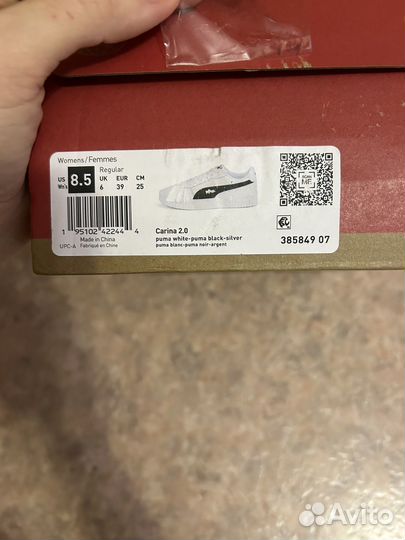 Womens/Femmes
Regular
US UK EUR CM
Wn's 8.5 6 39 25
1 95102 42244 4
Made in China
UPC-A Fabriqué en Chine
Carina 2.0
puma white-puma black-silver
puma blanc-puma noir-argent
385849 07
Avito